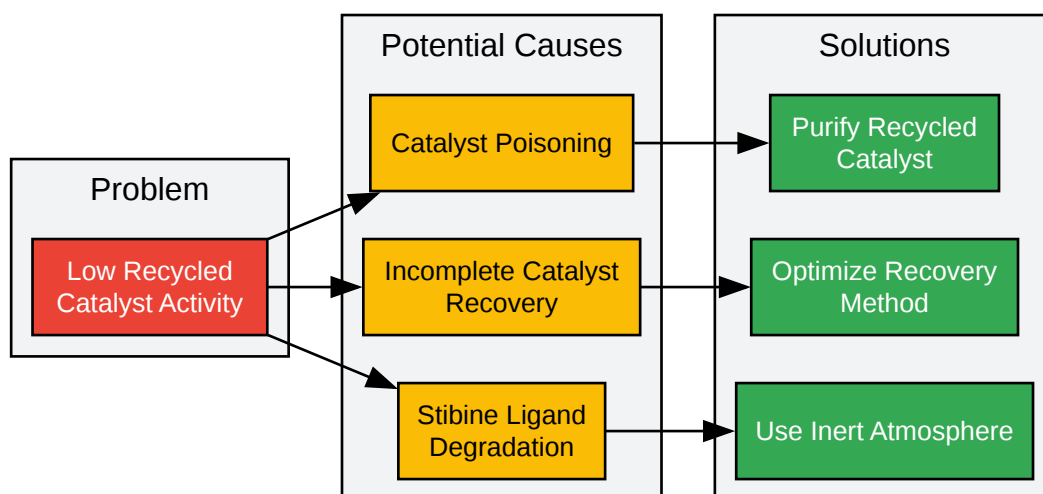 Potential Causes
Solutions
Problem
Low Recycled
Catalyst Activity
Catalyst Poisoning
Incomplete Catalyst
Recovery
Stibine Ligand
Degradation
Purify Recycled
Catalyst
Optimize Recovery
Method
Use Inert Atmosphere